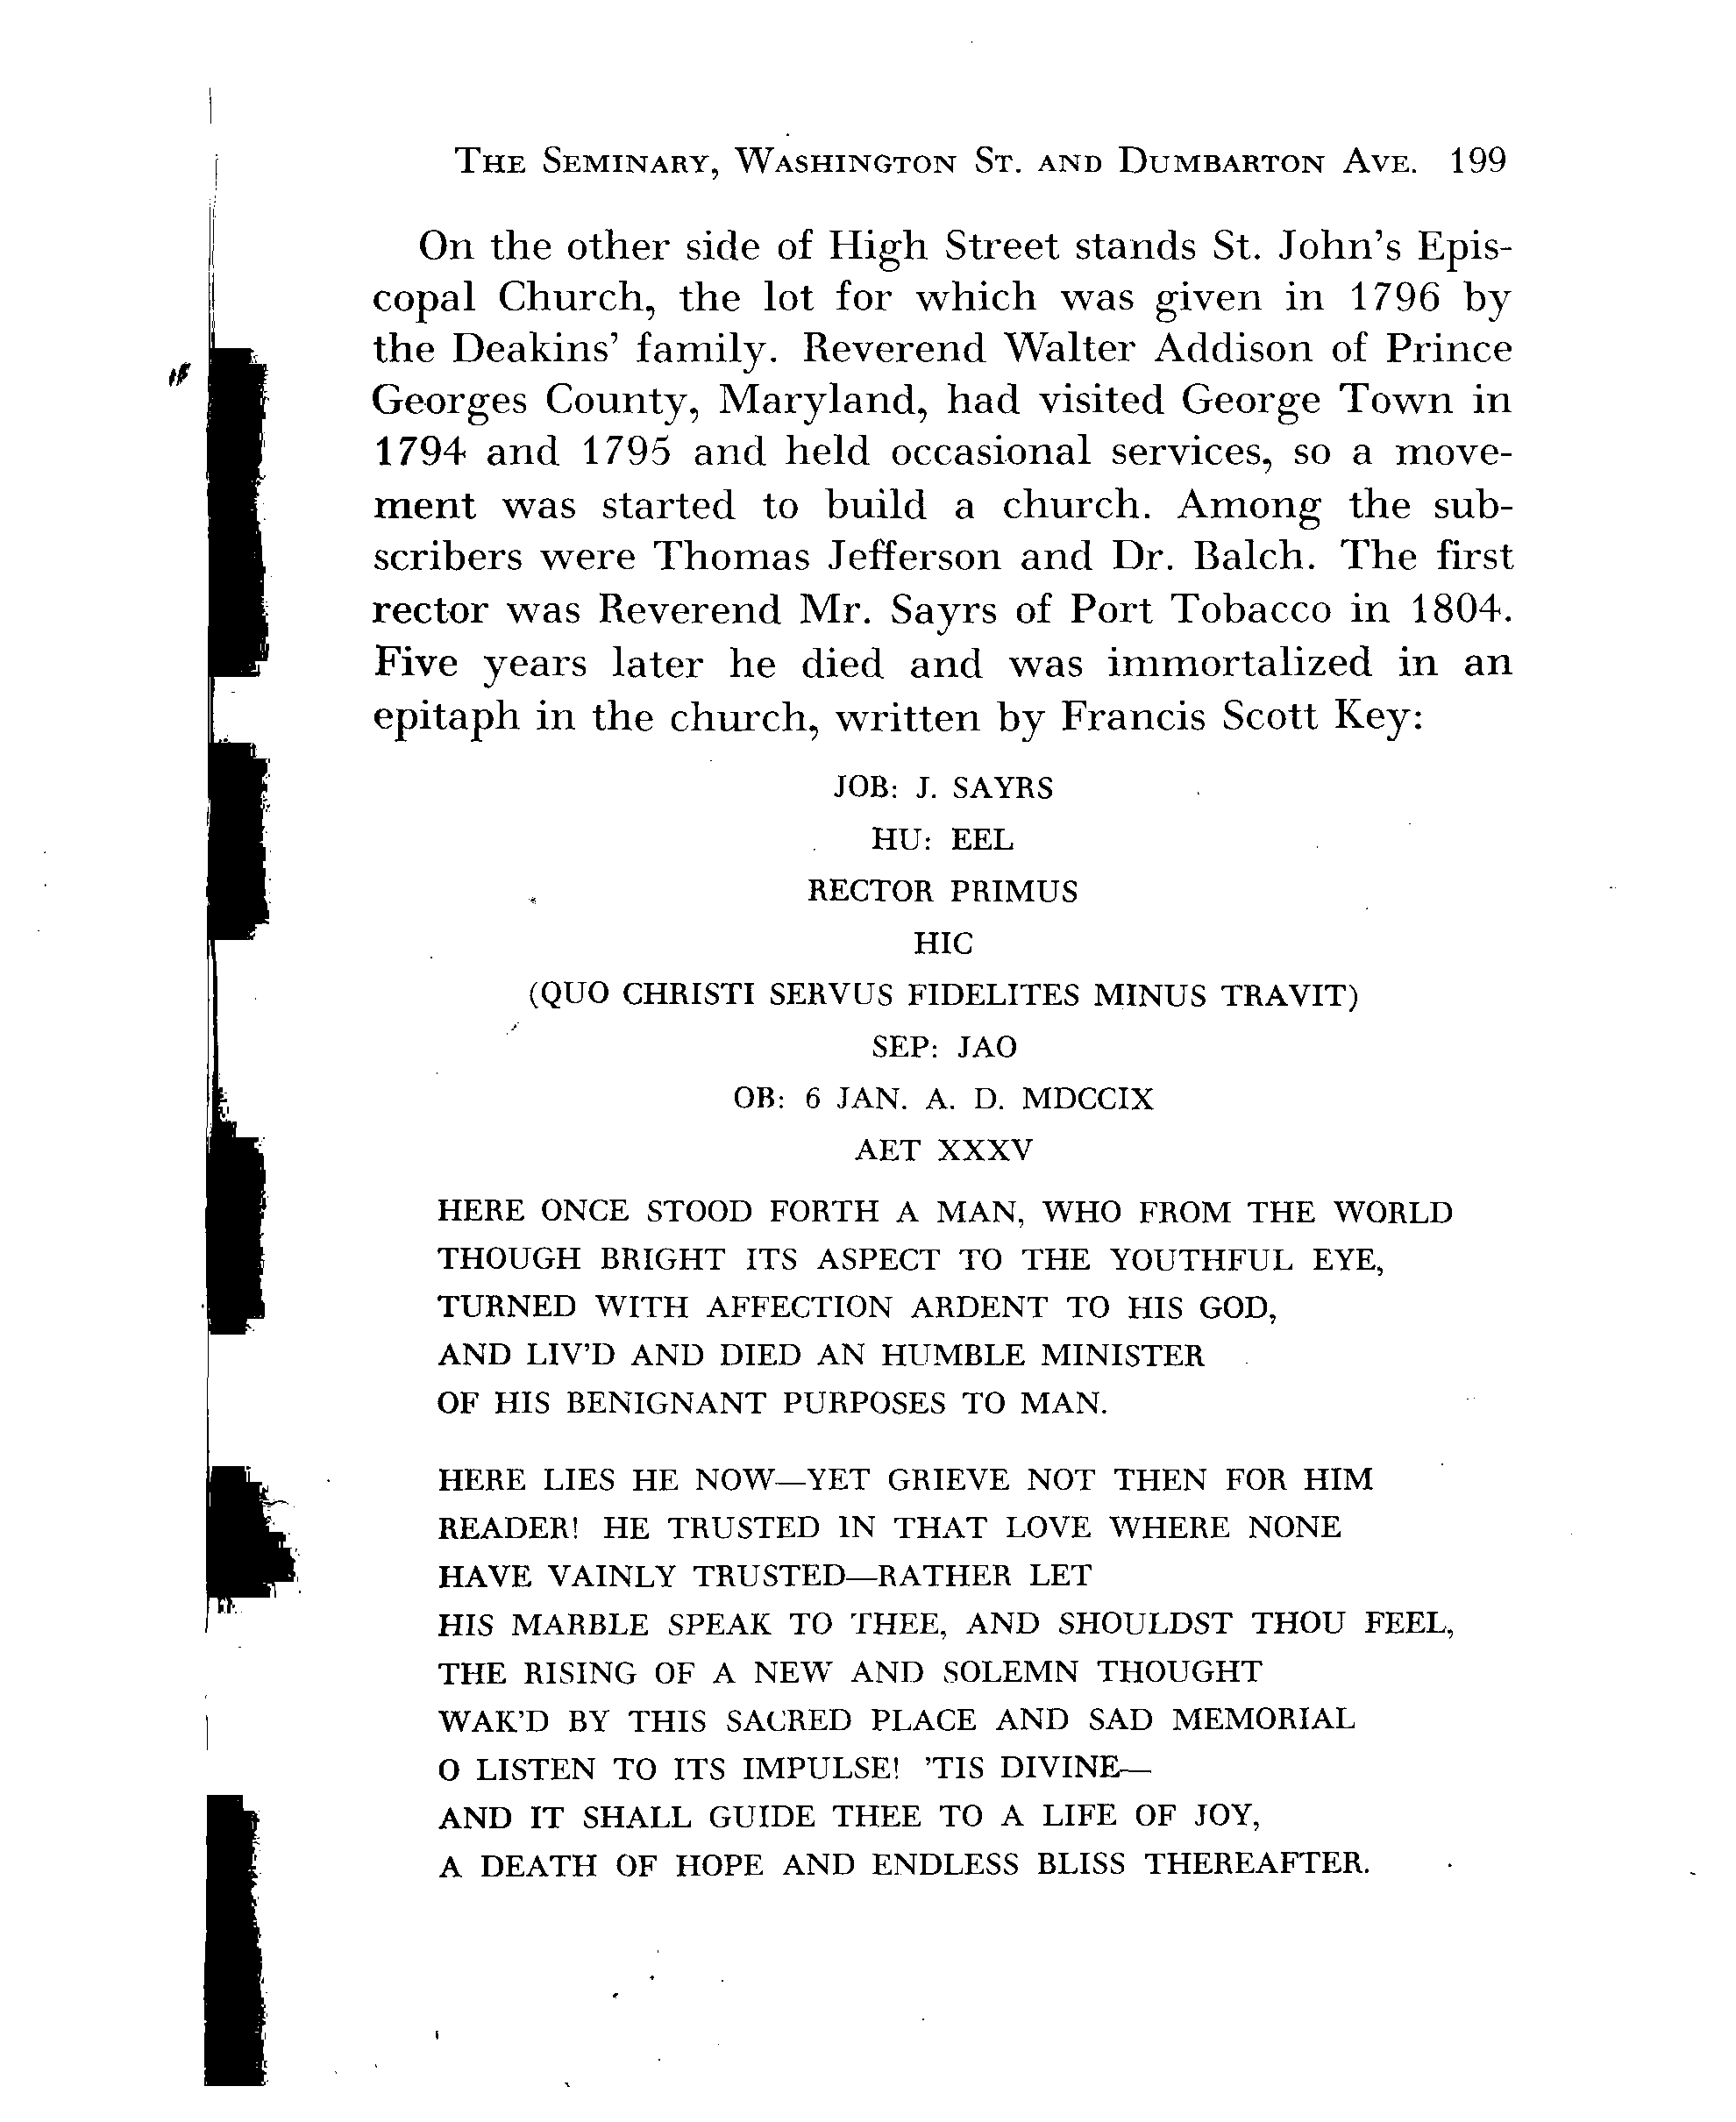 The Seminary, Washington St. and Dumbarton Ave. 199
On the other side of High Street stands St. John's Epis-
copal Church, the lot for which was given in 1796 by
the Deakins' family. Reverend Walter Addison of Prince
Georges County, Maryland, had visited George Town in
1794 and 1795 and held occasional services, so a move-
ment was started to build a church. Among the sub-
scribers were Thomas Jefferson and Dr. Balch. The first
rector was Reverend Mr. Sayrs of Port Tobacco in 1804.
Five years later he died and was immortalized in an
epitaph in the church, written by Francis Scott Key:
JOB: J. SAYRS
HU: EEL
RECTOR PRIMUS
HIC
(QUO CHRISTI SERVUS FIDELITES MINUS TRAVIT)
SEP: JAO
OB: 6 JAN. A. D. MDCCIX
AET XXXV
HERE ONCE STOOD FORTH A MAN, WHO FROM THE WORLD
THOUGH BRIGHT ITS ASPECT TO THE YOUTHFUL EYE,
TURNED WITH AFFECTION ARDENT TO HIS GOD,
AND LIV'D AND DIED AN HUMBLE MINISTER
OF HIS BENIGNANT PURPOSES TO MAN.
HERE LIES HE NOW—YET GRIEVE NOT THEN FOR HIM
READER! HE TRUSTED IN THAT LOVE WHERE NONE
HAVE VAINLY TRUSTED—RATHER LET
HIS MARBLE SPEAK TO THEE, AND SHOULDST THOU FEEL,
THE RISING OF A NEW AND SOLEMN THOUGHT
WAK'D BY THIS SACRED PLACE AND SAD MEMORIAL
O LISTEN TO ITS IMPULSE! 'TIS DIVINE—
AND IT SHALL GUIDE THEE TO A LIFE OF JOY,
A DEATH OF HOPE AND ENDLESS BLISS THEREAFTER.